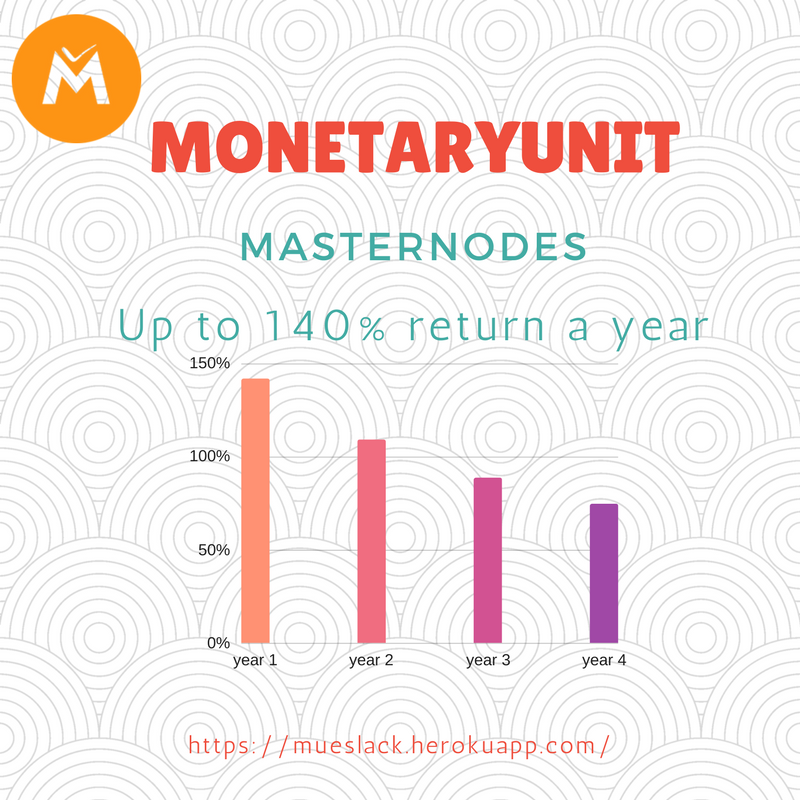 M
MONETARYUNIT
MASTERNODES
Up to 140% return a year
150%
100%
50%
0%
year 1 year 2 year 3 year 4
https://mueslack.herokuapp.com/